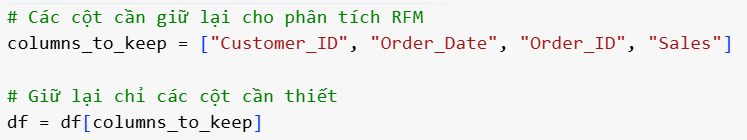 # Các cột cần giữ lại cho phân tích RFM
columns_to_keep = ["Customer_ID", "Order_Date", "Order_ID", "Sales"]
# Giữ lại chỉ các cột cần thiết
df = df[columns_to_keep]